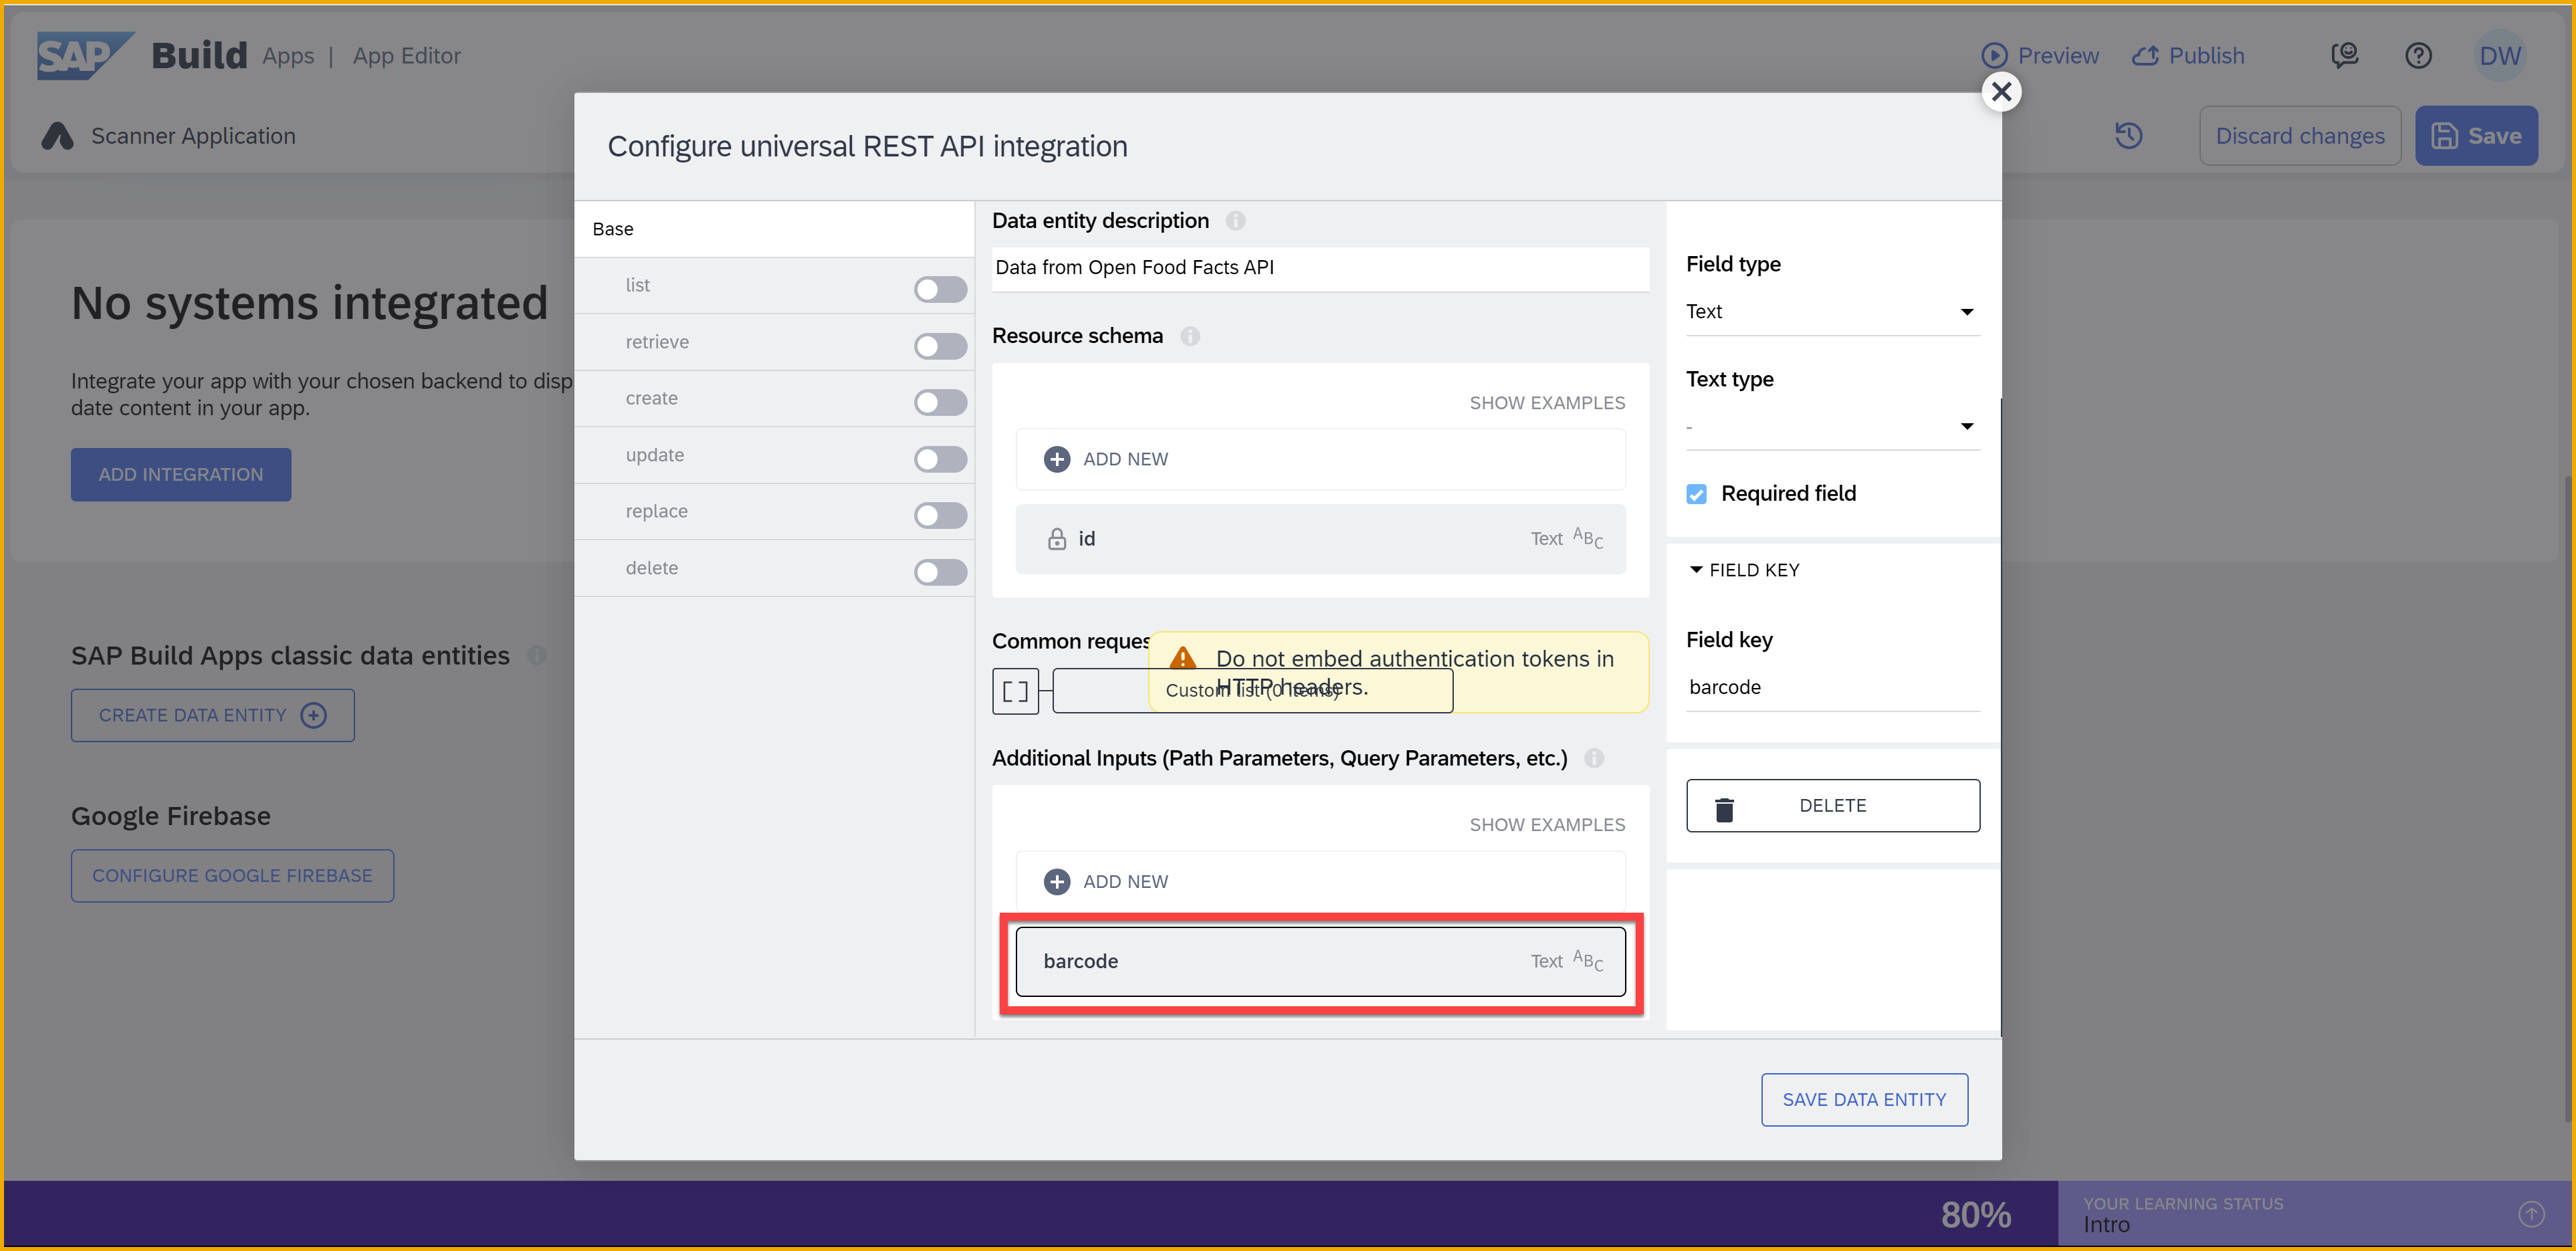 SAP Build Apps | App Editor
Preview
Publish
DW
Scanner Application
Discard changes
Save
Configure universal REST API integration
No systems integrated
Integrate your app with your chosen backend to disp
date content in your app.
ADD INTEGRATION
SAP Build Apps classic data entities
CREATE DATA ENTITY
Google Firebase
CONFIGURE GOOGLE FIREBASE
Base
list
retrieve
create
update
replace
delete
Data entity description
Data from Open Food Facts API
Resource schema
SHOW EXAMPLES
ADD NEW
id
Text ABC
Common reques
Do not embed authentication tokens in
HTTP headers.
Custom list (0 items)
Additional Inputs (Path Parameters, Query Parameters, etc.)
SHOW EXAMPLES
ADD NEW
barcode
Text ABC
Field type
Text
Text type
-
Required field
FIELD KEY
Field key
barcode
DELETE
SAVE DATA ENTITY
80%
YOUR LEARNING STATUS
Intro